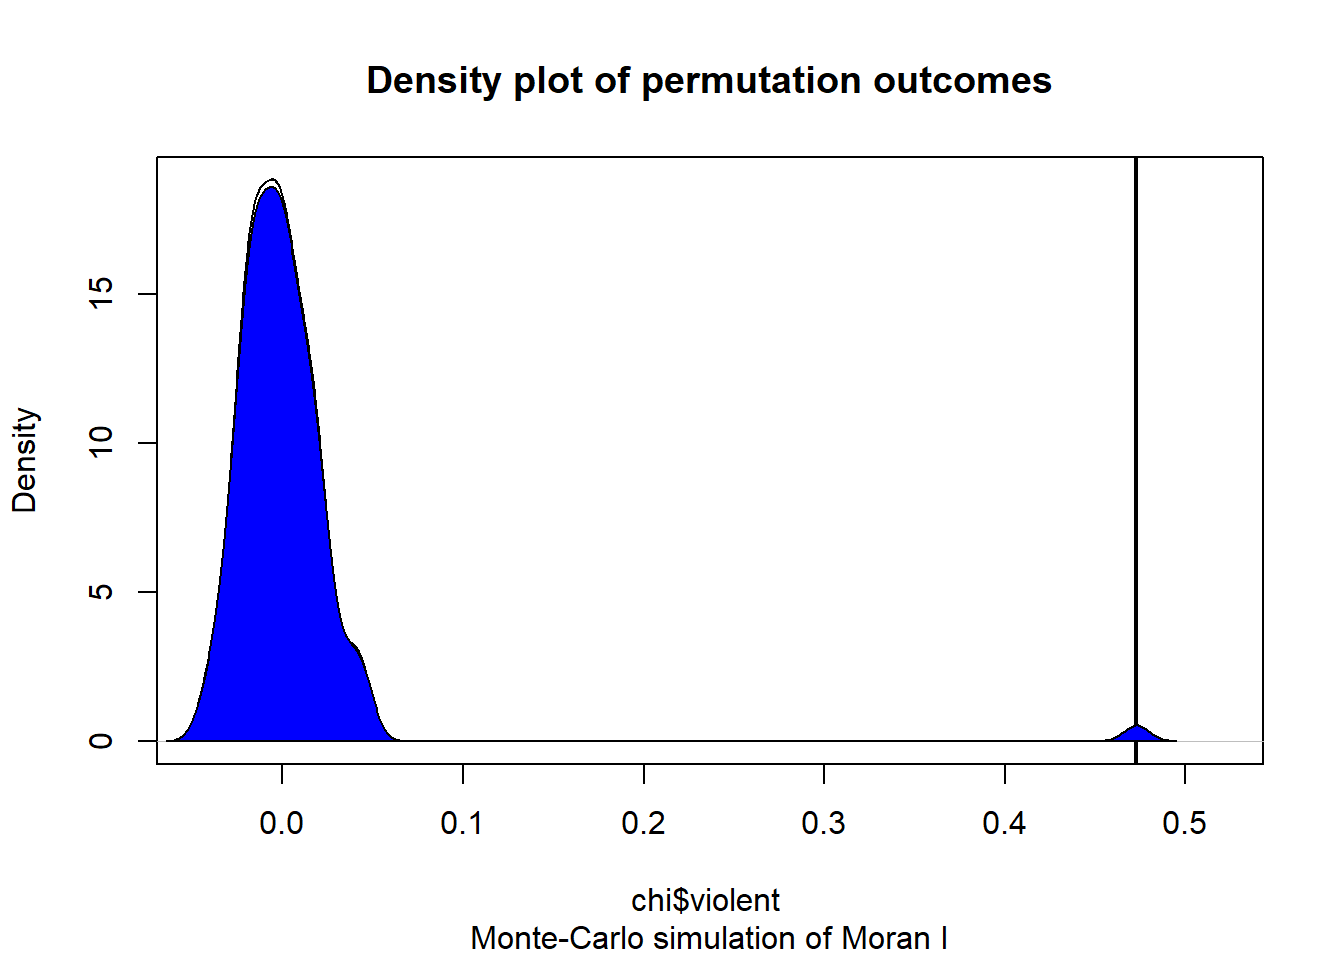 Density plot of permutation outcomes
Density
15
10
5
0
0.0 0.1 0.2 0.3 0.4 0.5
chi$violent
Monte-Carlo simulation of Moran I